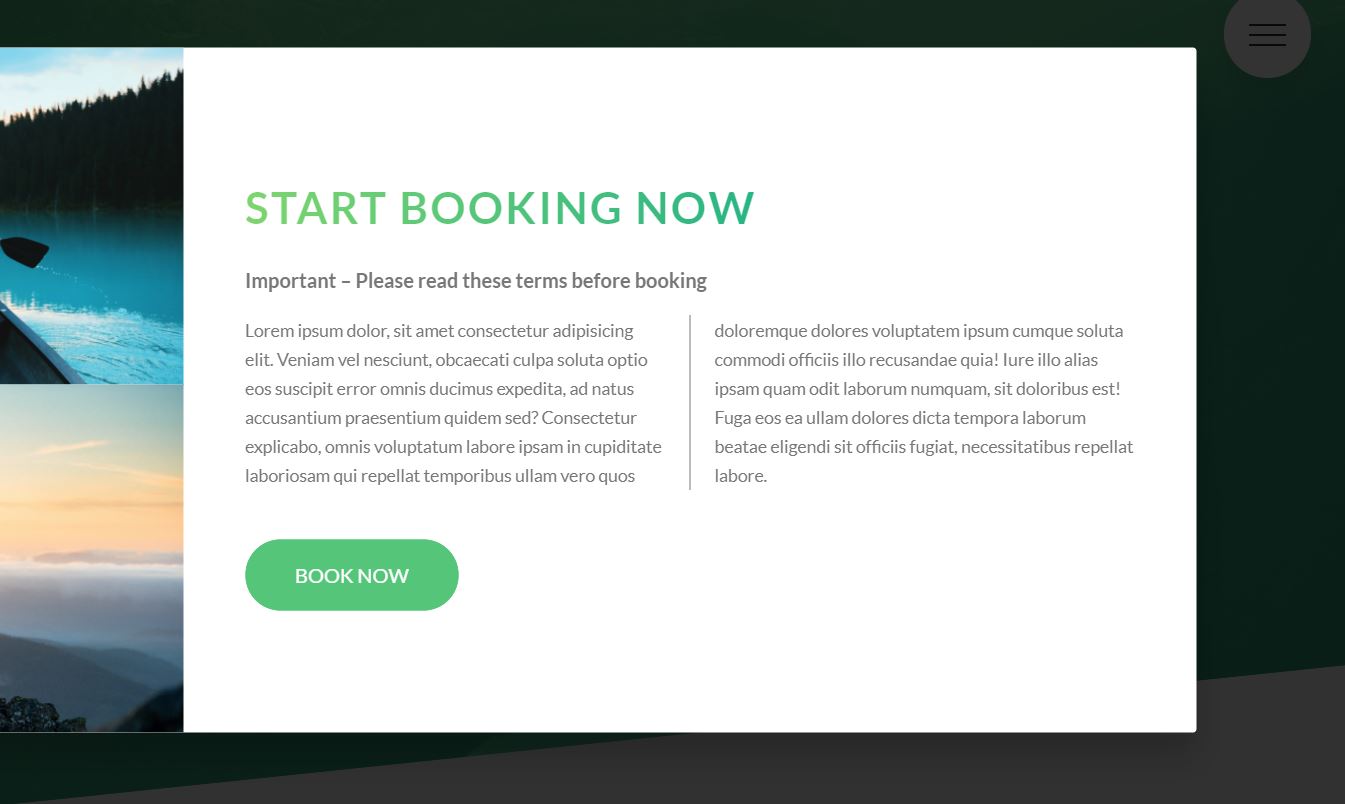 START BOOKING NOW
Important – Please read these terms before booking
Lorem ipsum dolor, sit amet consectetur adipisicing
elit. Veniam vel nesciunt, obcaecati culpa soluta optio
eos suscipit error omnis ducimus expedita, ad natus
accusantium praesentium quidem sed? Consectetur
explicabo, omnis voluptatum labore ipsam in cupiditate
laboriosam qui repellat temporibus ullam vero quos
doloremque dolores voluptatem ipsum cumque soluta
commodi officiis illo recusandae quia! Iure illo alias
ipsam quam odit laborum numquam, sit doloribus est!
Fuga eos ea ullam dolores dicta tempora laborum
beatae eligendi sit officiis fugiat, necessitatibus repellat
labore.
BOOK NOW